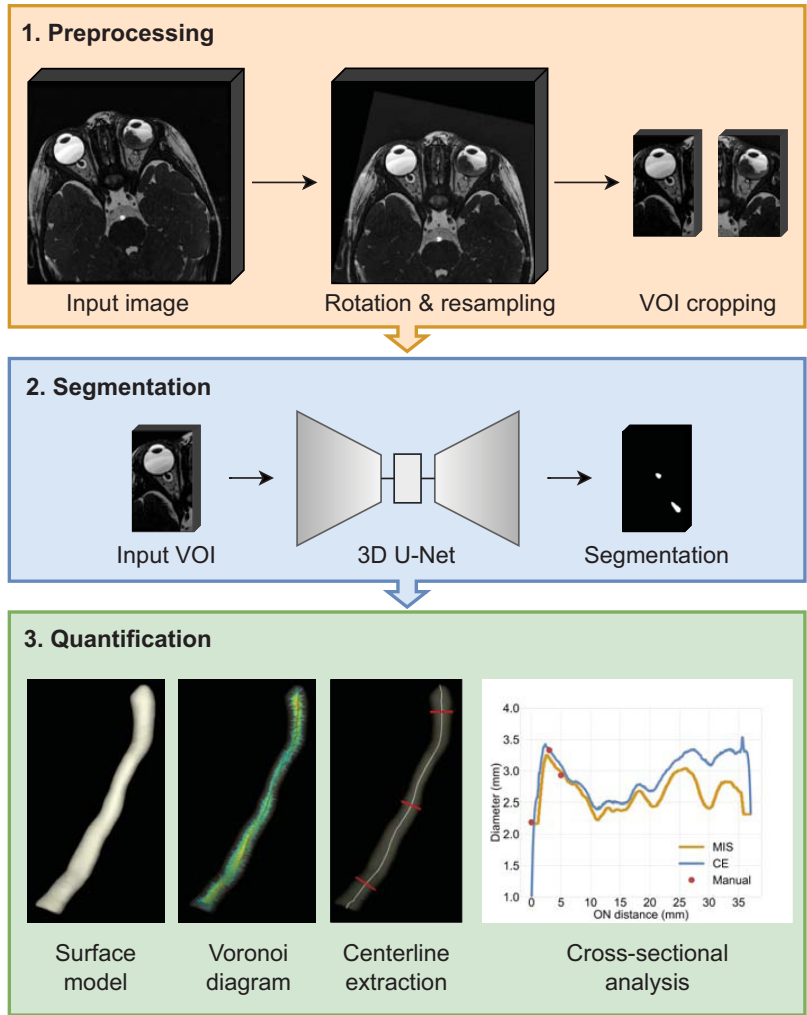 1. Preprocessing
Input image
Rotation & resampling
VOI cropping
2. Segmentation
Input VOI
3D U-Net
Segmentation
3. Quantification
4.0
3.5
3.0
2.5
2.0
1.5
1.0
Diameter (mm)
MIS
CE
Manual
0
5
10
15
20
25
30
35
ON distance (mm)
Surface
model
Voronoi
diagram
Centerline
extraction
Cross-sectional
analysis